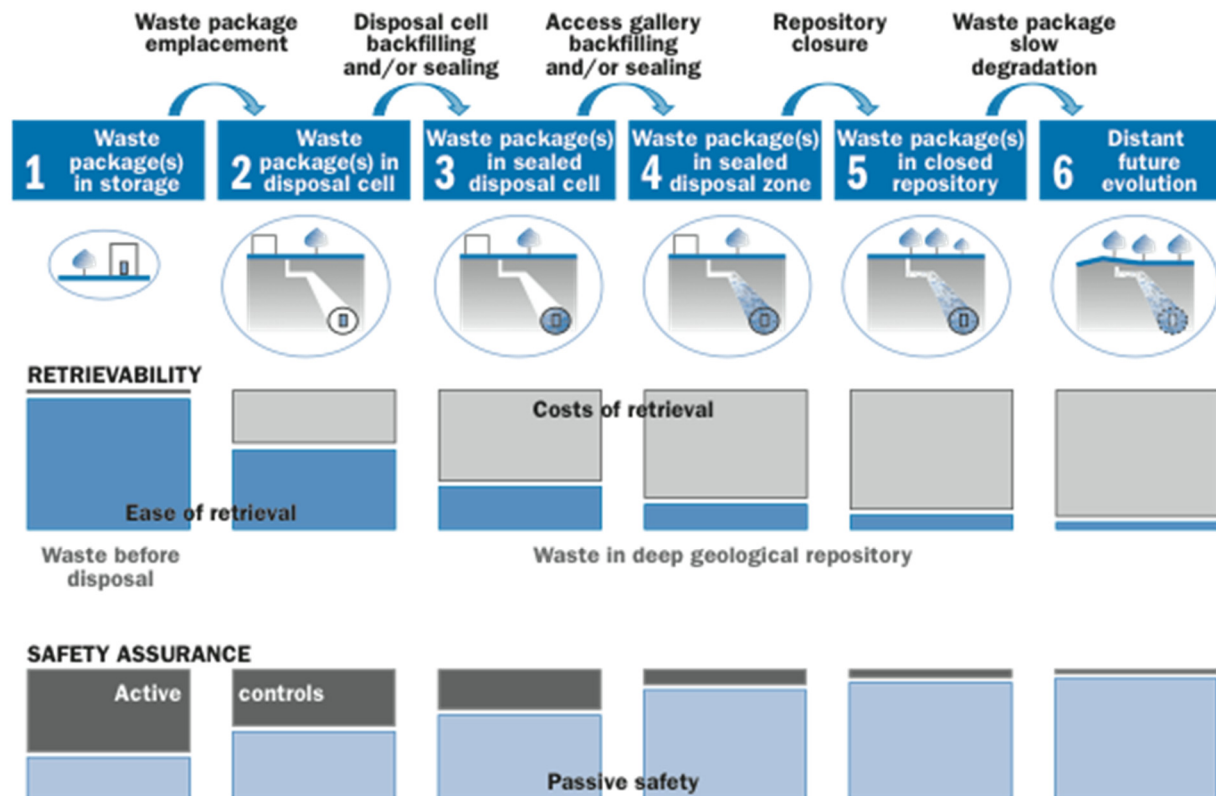 Waste package
emplacement
Disposal cell
backfilling
and/or sealing
Access gallery
backfilling
and/or sealing
Repository
closure
Waste package
slow
degradation
1 Waste
package(s)
in storage
2 Waste
package(s) in
disposal cell
3 Waste package(s)
in sealed
disposal cell
4 Waste package(s)
in sealed
disposal zone
5 Waste package(s)
in closed
repository
6 Distant
future
evolution
RETRIEVABILITY
Costs of retrieval
Ease of retrieval
Waste before
disposal
Waste in deep geological repository
SAFETY ASSURANCE
Active controls
Passive safety